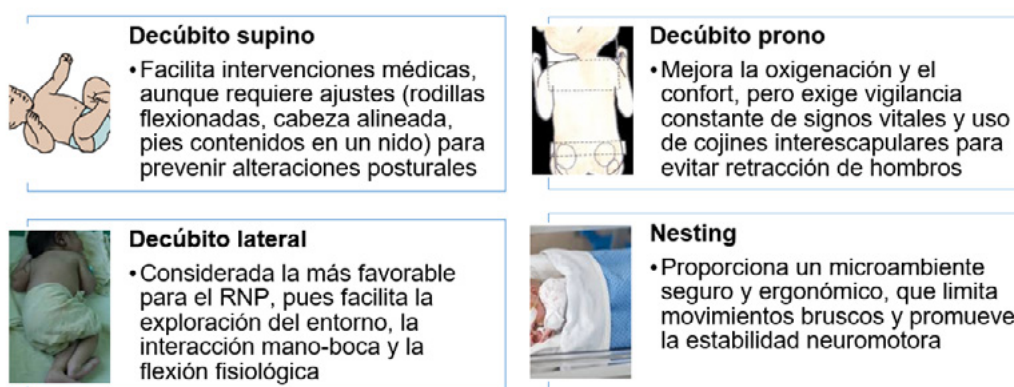 Decúbito supino
•Facilita intervenciones médicas,
aunque requiere ajustes (rodillas
flexionadas, cabeza alineada,
pies contenidos en un nido) para
prevenir alteraciones posturales
Decúbito prono
•Mejora la oxigenación y el
confort, pero exige vigilancia
constante de signos vitales y uso
de cojines interescapulares para
evitar retracción de hombros
Decúbito lateral
•Considerada la más favorable
para el RNP, pues facilita la
exploración del entorno, la
interacción mano-boca y la
flexión fisiológica
Nesting
•Proporciona un microambiente
seguro y ergonómico, que limita
movimientos bruscos y promueve
la estabilidad neuromotora